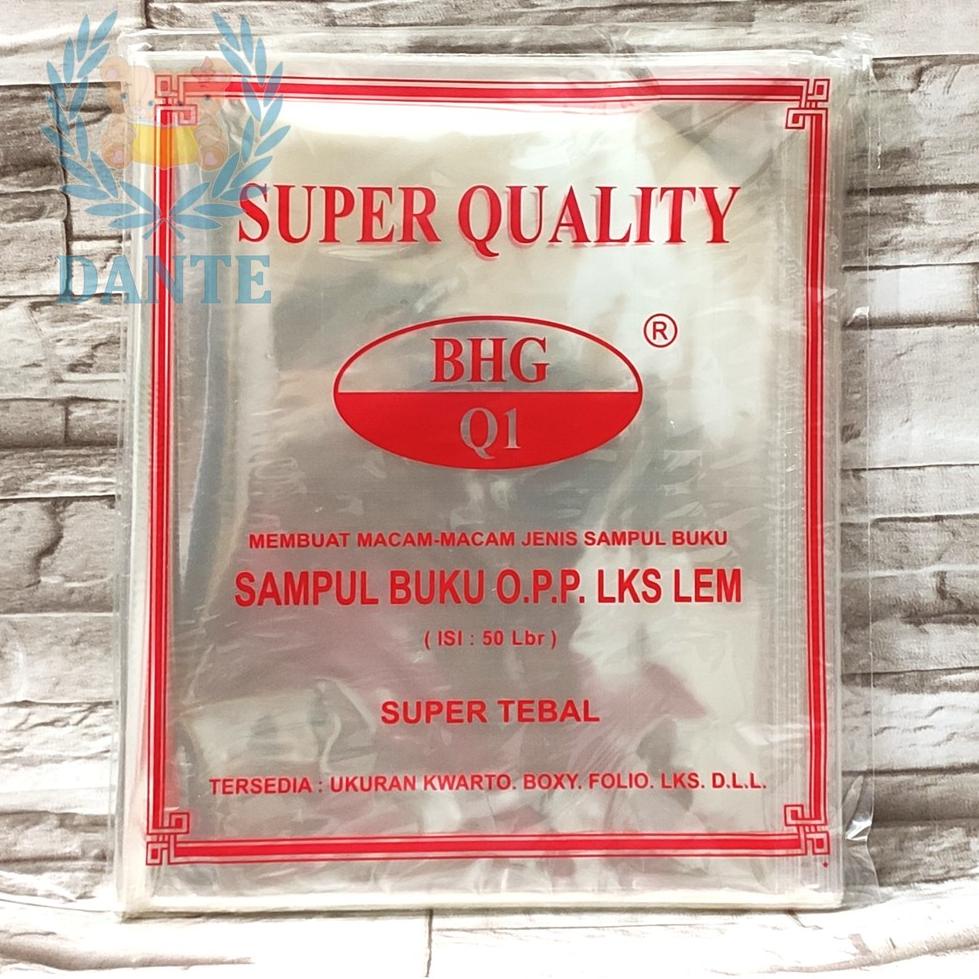 DANTE
SUPER QUALITY
®
BHG
Q1
MEMBUAT MACAM-MACAM JENIS SAMPUL BUKU
SAMPUL BUKU O.P.P. LKS LEM
( ISI : 50 Lbr )
SUPER TEBAL
TERSEDIA : UKURAN KWARTO. BOXY. FOLIO. LKS. D.L.L.